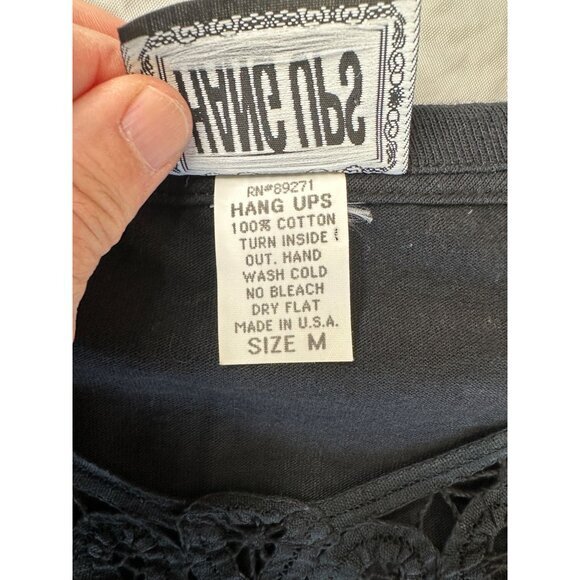 HANG UPS
RN#89271
HANG UPS
100% COTTON
TURN INSIDE
OUT. HAND
WASH COLD
NO BLEACH
DRY FLAT
MADE IN U.S.A.
SIZE M